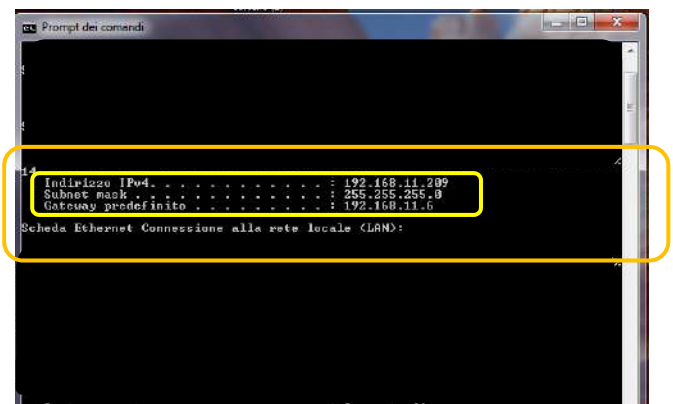 Prompt dei comandi
14
Indirizzo IPv4. . . . . . . . . . . . : 192.168.11.209
Subnet mask . . . . . . . . . . . . . : 255.255.255.0
Gateway predefinito . . . . . . . . . : 192.168.11.6
Scheda Ethernet Connessione alla rete locale (LAN):